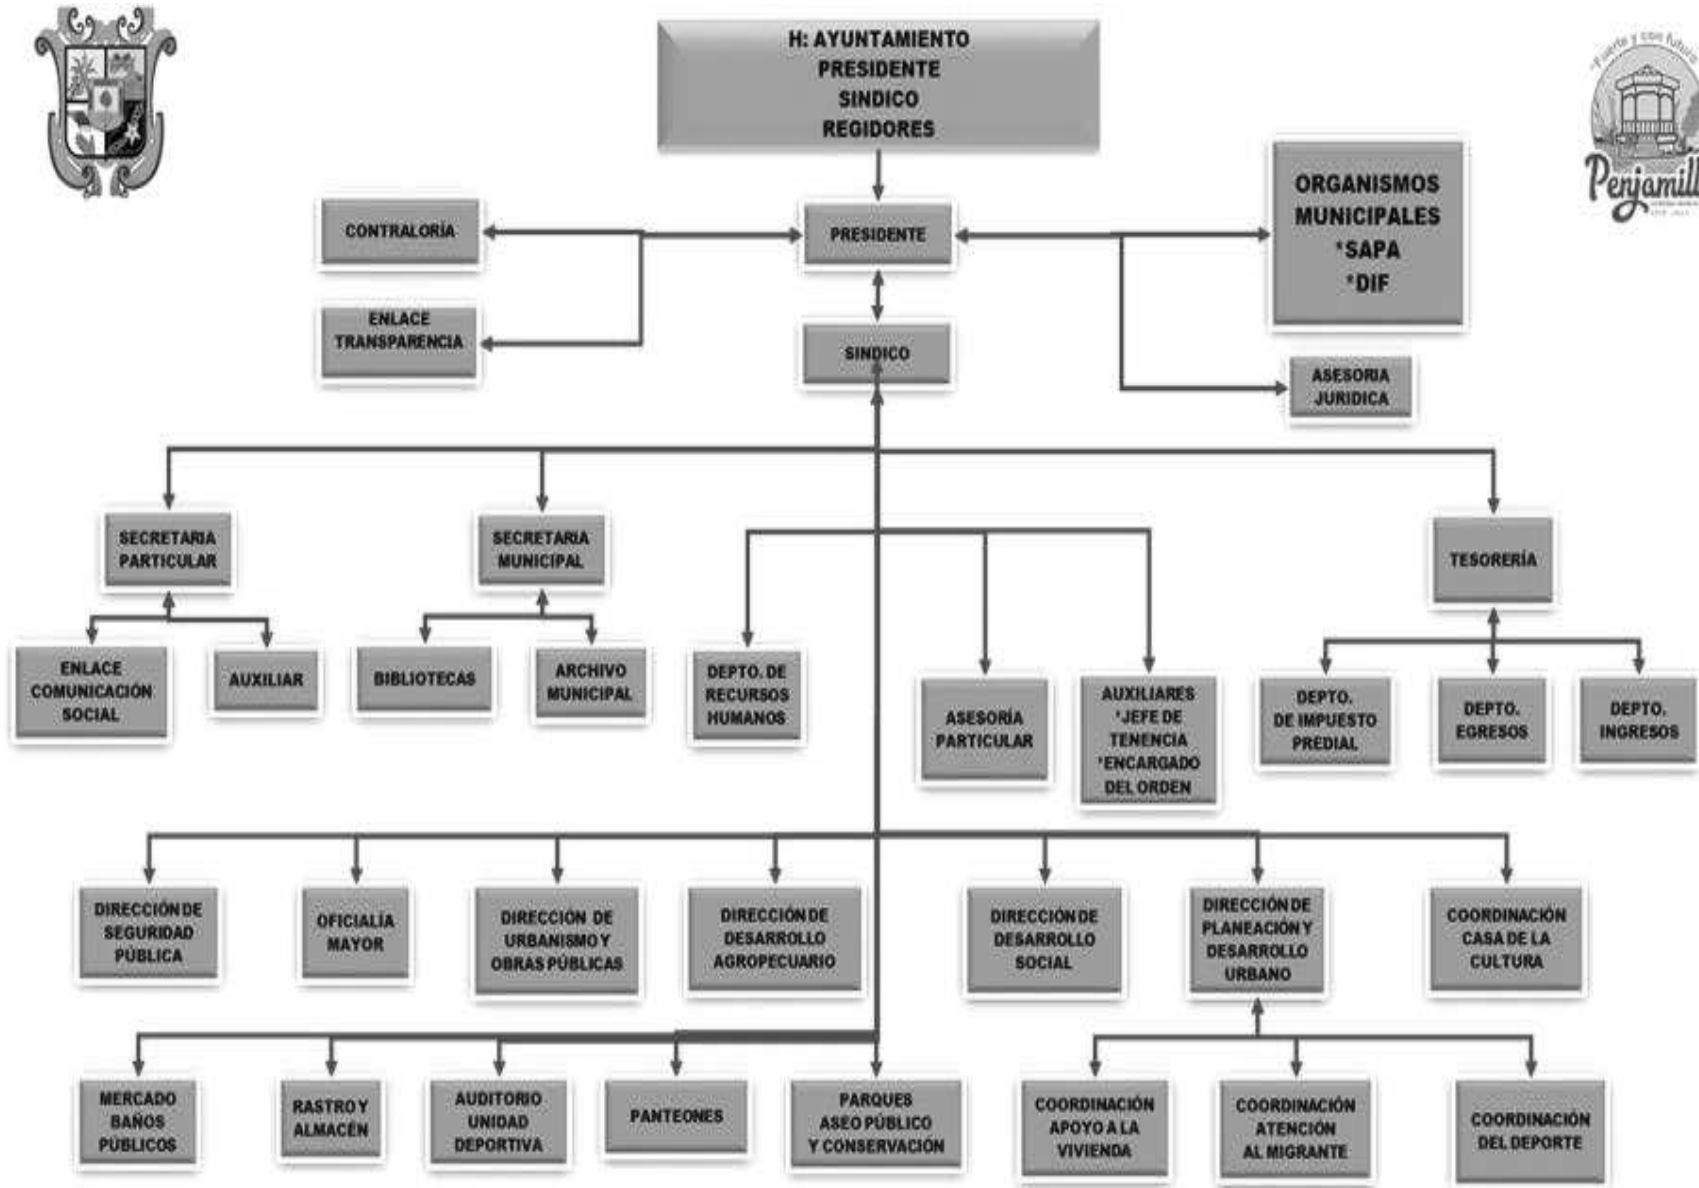 H: AYUNTAMIENTO
PRESIDENTE
SINDICO
REGIDORES
"Fuerte y con futuro"
ORGANISMOS
MUNICIPALES
*SAPA
*DIF
CONTRALORÍA
PRESIDENTE
ENLACE
TRANSPARENCIA
SINDICO
ASESORIA
JURIDICA
SECRETARIA
PARTICULAR
SECRETARIA
MUNICIPAL
TESORERÍA
ENLACE
COMUNICACIÓN
SOCIAL
AUXILIAR
BIBLIOTECAS
ARCHIVO
MUNICIPAL
DEPTO. DE
RECURSOS
HUMANOS
ASESORÍA
PARTICULAR
AUXILIARES
*JEFE DE
TENENCIA
*ENCARGADO
DEL ORDEN
DEPTO.
DE IMPUESTO
PREDIAL
DEPTO.
EGRESOS
DEPTO.
INGRESOS
DIRECCIÓN DE
SEGURIDAD
PÚBLICA
OFICIALÍA
MAYOR
DIRECCIÓN DE
URBANISMO Y
OBRAS PÚBLICAS
DIRECCIÓN DE
DESARROLLO
AGROPECUARIO
DIRECCIÓN DE
DESARROLLO
SOCIAL
DIRECCIÓN DE
PLANEACIÓN Y
DESARROLLO
URBANO
COORDINACIÓN
CASA DE LA
CULTURA
MERCADO
BAÑOS
PÚBLICOS
RASTRO Y
ALMACÉN
AUDITORIO
UNIDAD
DEPORTIVA
PANTEONES
PARQUES
ASEO PÚBLICO
Y CONSERVACIÓN
COORDINACIÓN
APOYO A LA
VIVIENDA
COORDINACIÓN
ATENCIÓN
AL MIGRANTE
COORDINACIÓN
DEL DEPORTE